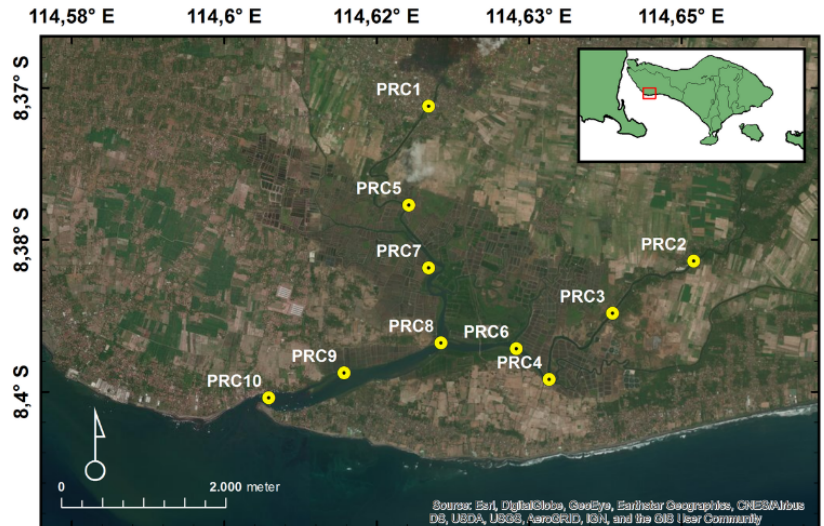 114,58° E 114,6° E 114,62° E 114,63° E 114,65° E
8,37° S
8,38° S
8,4° S
PRC1
PRC5
PRC2
PRC7
PRC3
PRC8
PRC6
PRC4
PRC9
PRC10
0 2.000 meter
Source: Esri, DigitalGlobe, GeoEye, Earthstar Geographics, CNES/Airbus
DS, USDA, USGS, AeroGRID, IGN, and the GIS User Community